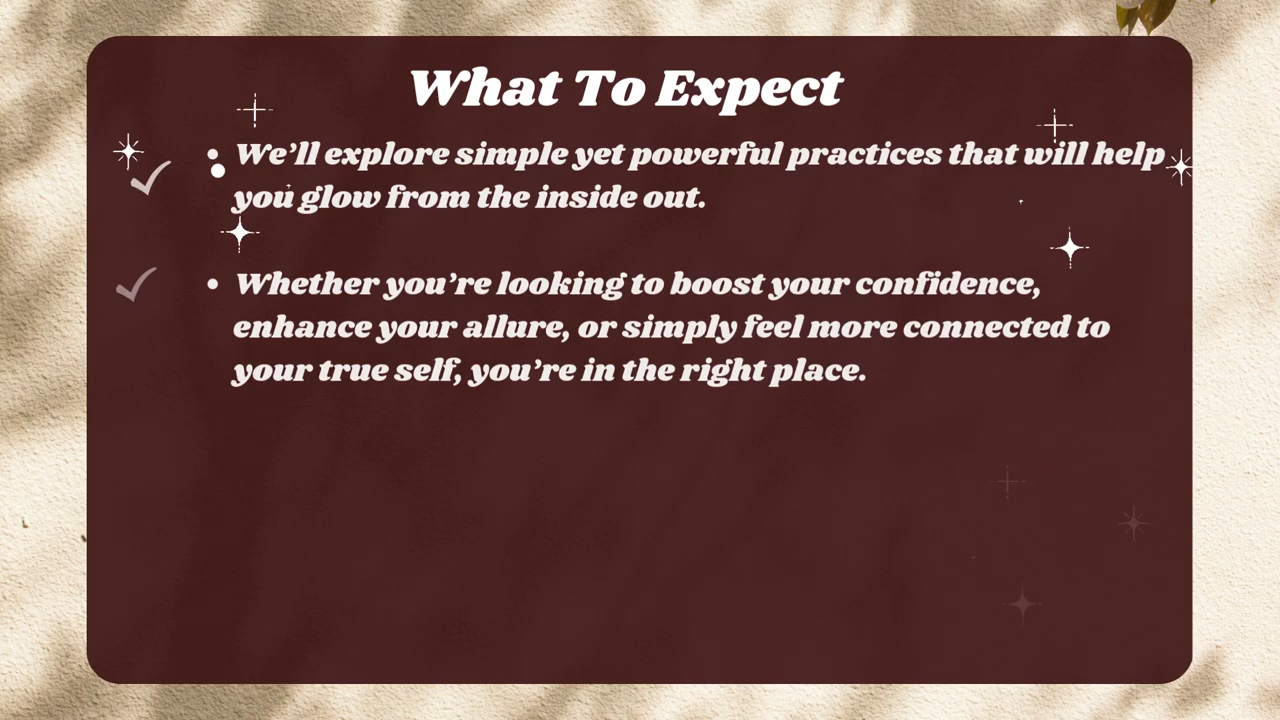 What To Expect
• We’ll explore simple yet powerful practices that will help
you glow from the inside out.
• Whether you’re looking to boost your confidence,
enhance your allure, or simply feel more connected to
your true self, you’re in the right place.